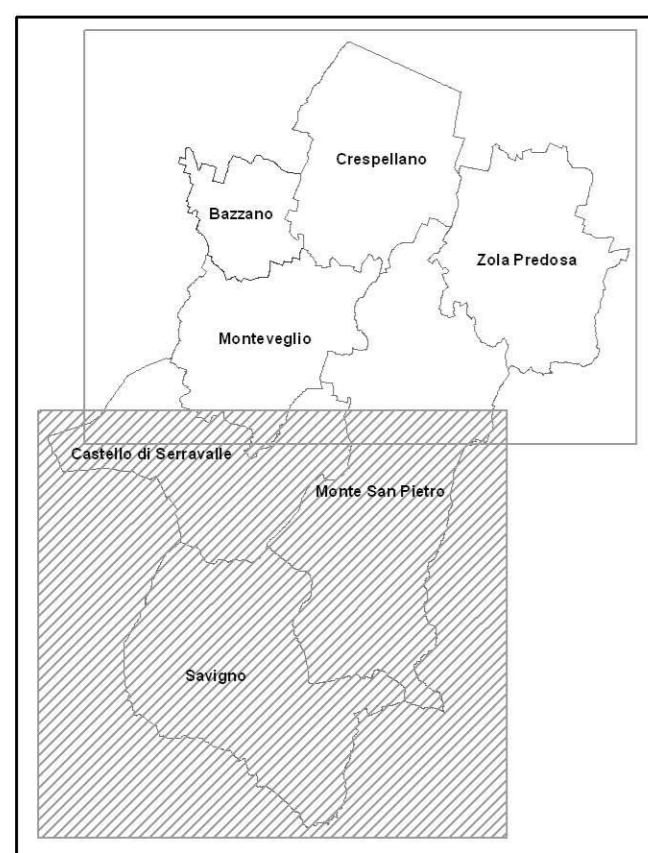 Crespellano
Bazzano
Zola Predosa
Monteveglio
Castello di Serravalle
Monte San Pietro
Savigno